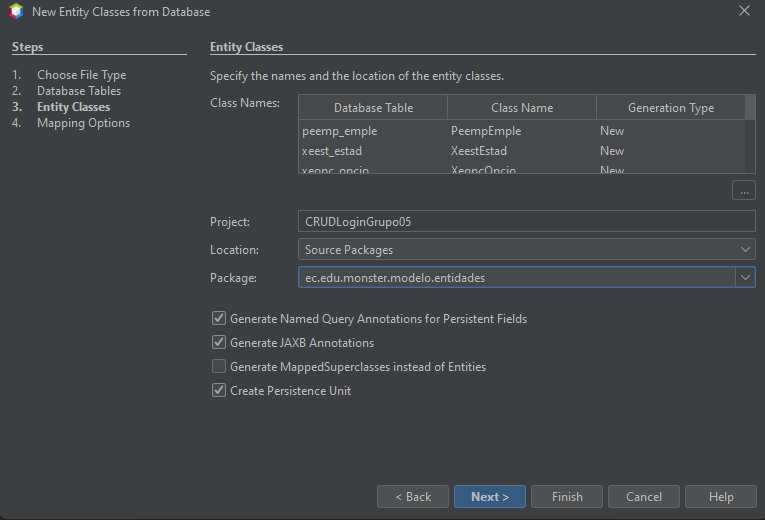 New Entity Classes from Database
Steps
1. Choose File Type
2. Database Tables
3. Entity Classes
4. Mapping Options
Entity Classes
Specify the names and the location of the entity classes.
Class Names:
Database Table Class Name Generation Type
peemp_emple PeempEmple New
xeest_estad XeestEstad New
xeopc_opcio XeopcOpcio New
...
Project: CRUDLoginGrupo05
Location: Source Packages
Package: ec.edu.monster.modelo.entidades
Generate Named Query Annotations for Persistent Fields
Generate JAXB Annotations
Generate MappedSuperclasses instead of Entities
Create Persistence Unit
< Back Next > Finish Cancel Help